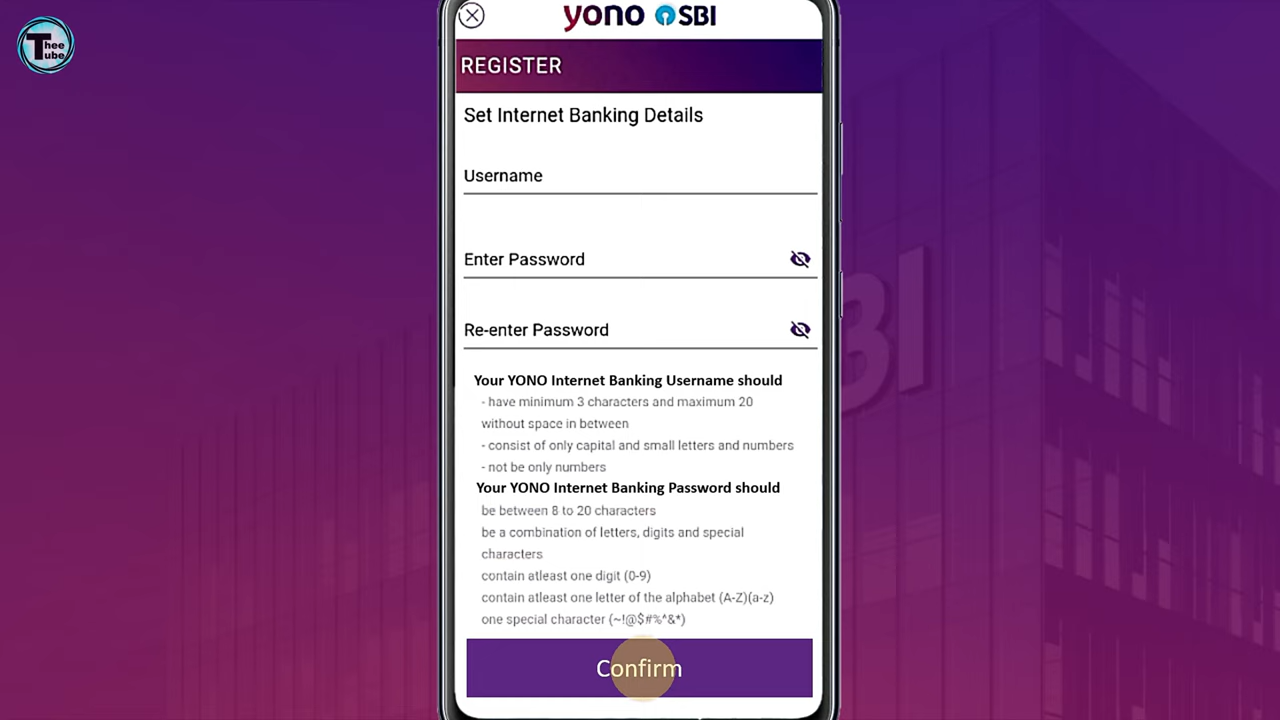 Thee
Tube
yono SBI
REGISTER
Set Internet Banking Details
Username
Enter Password
Re-enter Password
Your YONO Internet Banking Username should
- have minimum 3 characters and maximum 20
without space in between
- consist of only capital and small letters and numbers
- not be only numbers
Your YONO Internet Banking Password should
be between 8 to 20 characters
be a combination of letters, digits and special
characters
contain atleast one digit (0-9)
contain atleast one letter of the alphabet (A-Z)(a-z)
one special character (~!@$#%^&*)
Confirm
BI